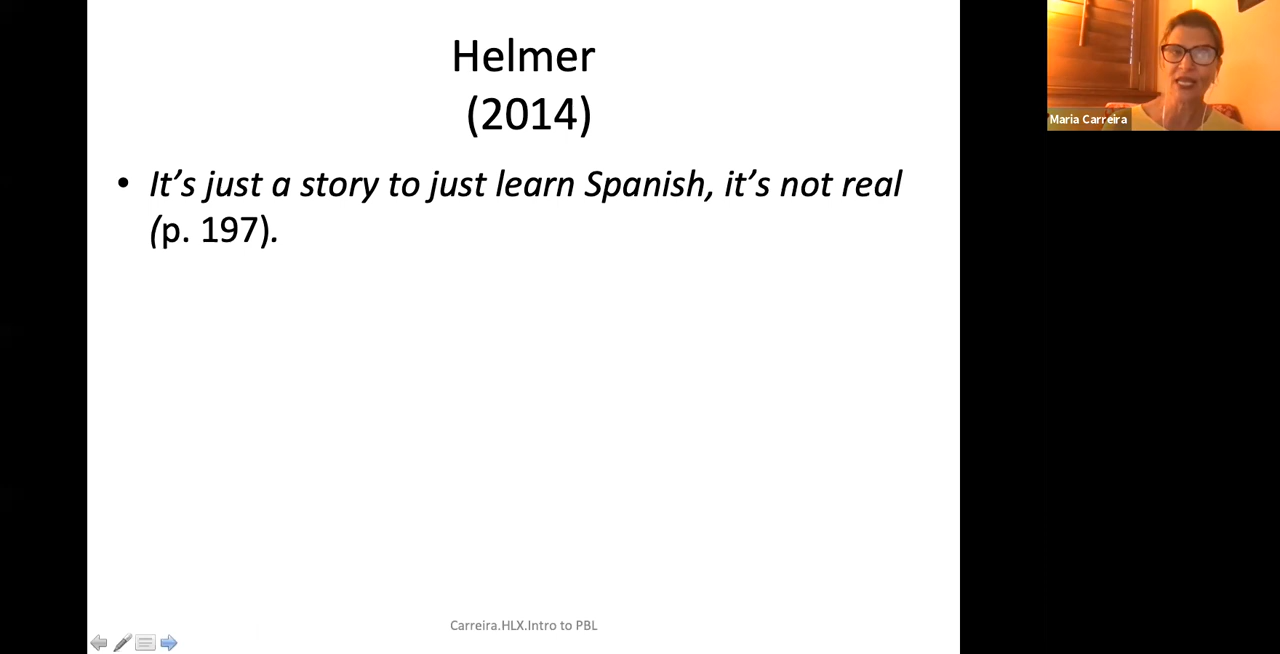 Helmer
(2014)
• It’s just a story to just learn Spanish, it’s not real
(p. 197).
Carreira.HLX.Intro to PBL
Maria Carreira